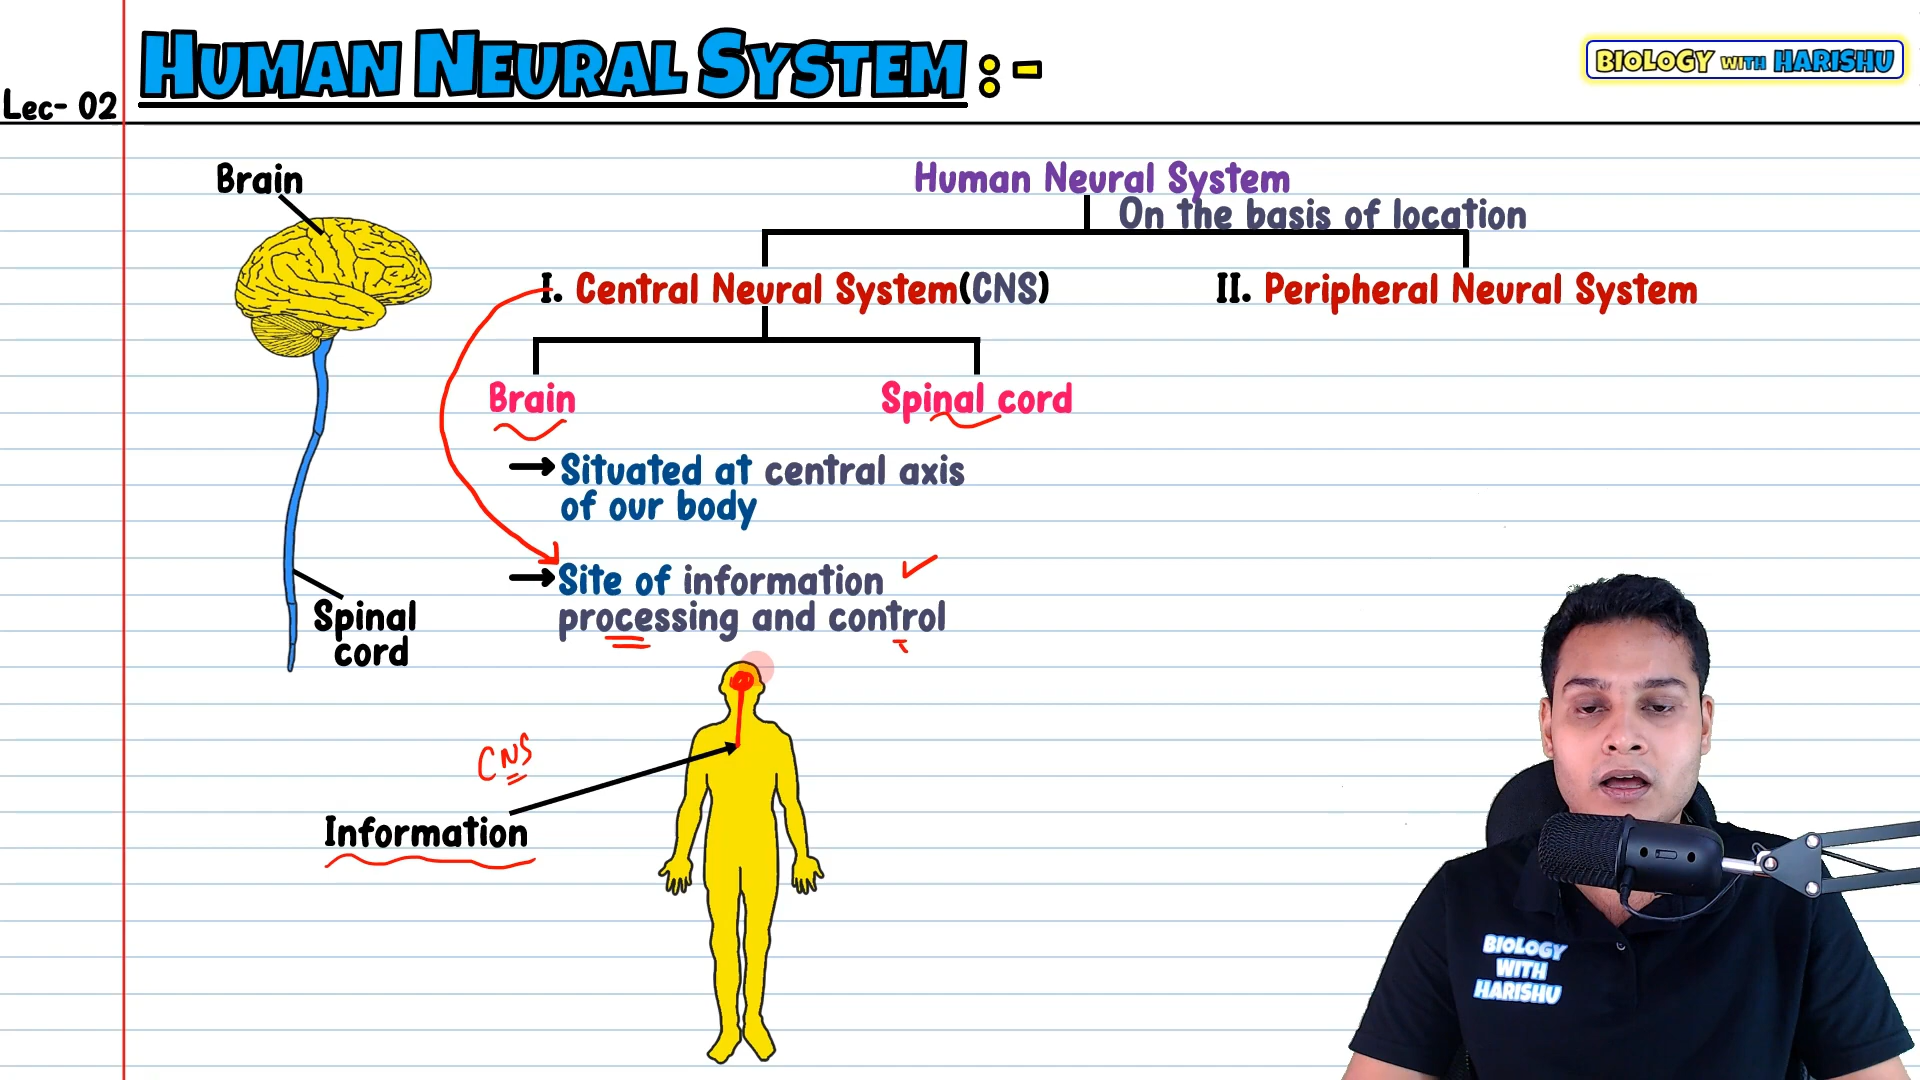 HUMAN NEURAL SYSTEM :-
BIOLOGY WITH HARISHU
Lec- 02
Brain
Human Neural System
On the basis of location
I. Central Neural System(CNS)
II. Peripheral Neural System
Brain
Spinal cord
→Situated at central axis
of our body
→Site of information
processing and control
Spinal
cord
CNS
Information
BIOLOGY
WITH
HARISHU